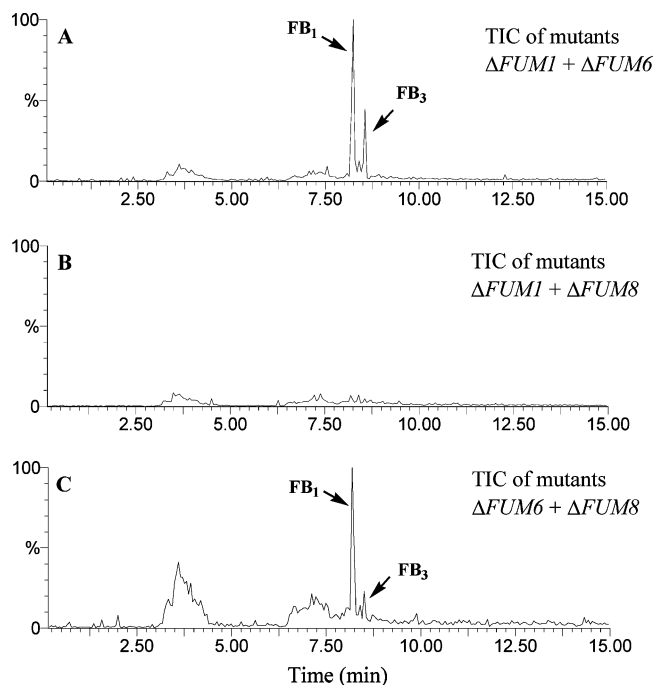 100
A
FB₁
TIC of mutants
ΔFUM1 + ΔFUM6
%
FB₃
0
2.50 5.00 7.50 10.00 12.50 15.00
100
B
TIC of mutants
ΔFUM1 + ΔFUM8
%
0
2.50 5.00 7.50 10.00 12.50 15.00
100
C
FB₁
TIC of mutants
ΔFUM6 + ΔFUM8
%
FB₃
0
2.50 5.00 7.50 10.00 12.50 15.00
Time (min)